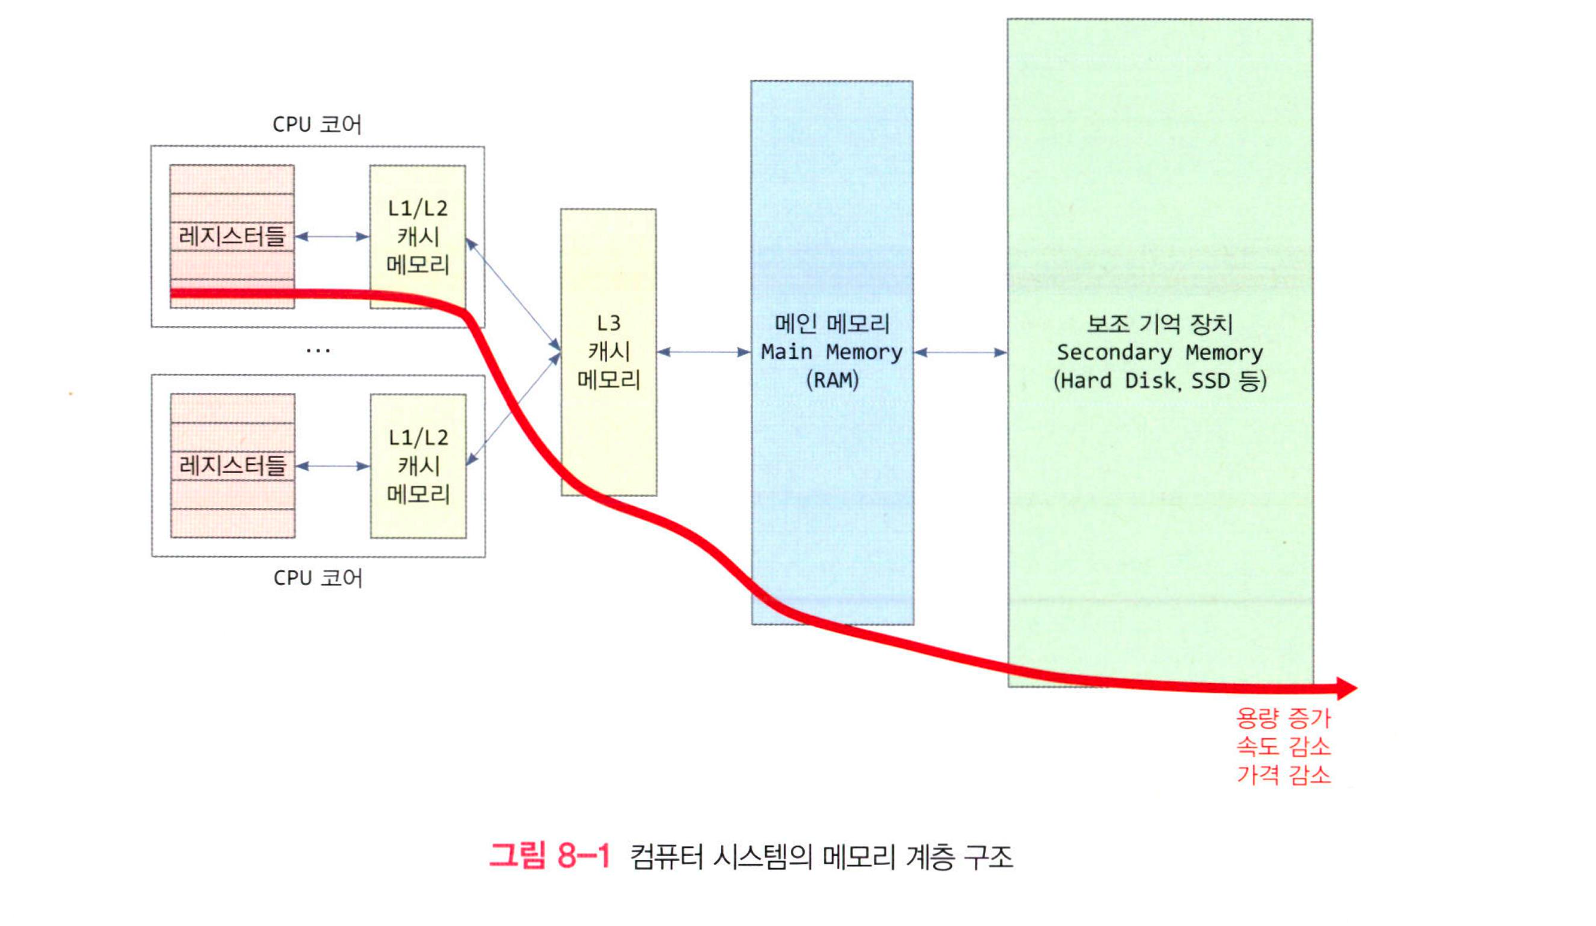 CPU 코어
레지스터들
L1/L2
캐시
메모리
...
레지스터들
L1/L2
캐시
메모리
CPU 코어
L3
캐시
메모리
메인 메모리
Main Memory
(RAM)
보조 기억 장치
Secondary Memory
(Hard Disk, SSD 등)
용량 증가
속도 감소
가격 감소
그림 8-1 컴퓨터 시스템의 메모리 계층 구조